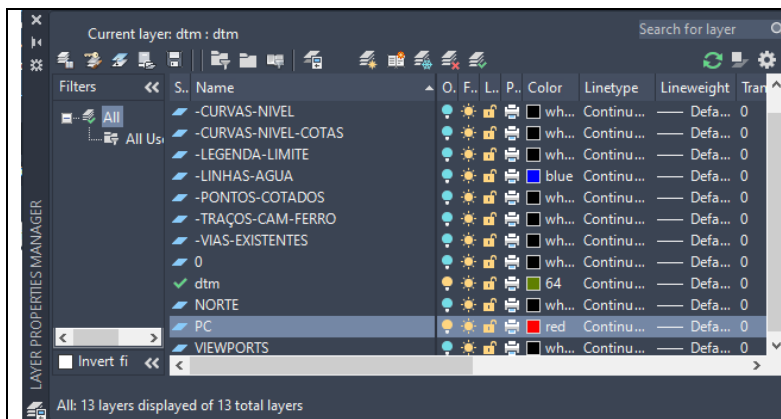 Current layer: dtm : dtm
Search for layer
Filters
S.. Name O. F.. L.. P.. Color Linetype Lineweight Tran
All
All Use
-CURVAS-NIVEL wh... Continu... Defa... 0
-CURVAS-NIVEL-COTAS wh... Continu... Defa... 0
-LEGENDA-LIMITE wh... Continu... Defa... 0
-LINHAS-AGUA blue Continu... Defa... 0
-PONTOS-COTADOS wh... Continu... Defa... 0
-TRAÇOS-CAM-FERRO wh... Continu... Defa... 0
-VIAS-EXISTENTES wh... Continu... Defa... 0
0 wh... Continu... Defa... 0
dtm 64 Continu... Defa... 0
NORTE wh... Continu... Defa... 0
PC red Continu... Defa... 0
VIEWPORTS wh... Continu... Defa... 0
Invert fi
LAYER PROPERTIES MANAGER
All: 13 layers displayed of 13 total layers